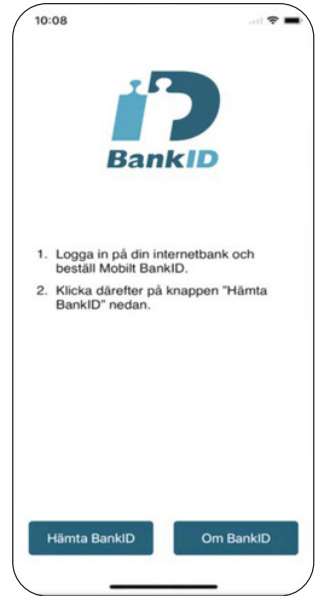 10:08
BankID
1. Logga in på din internetbank och
beställ Mobilt BankID.
2. Klicka därefter på knappen "Hämta
BankID" nedan.
Hämta BankID
Om BankID